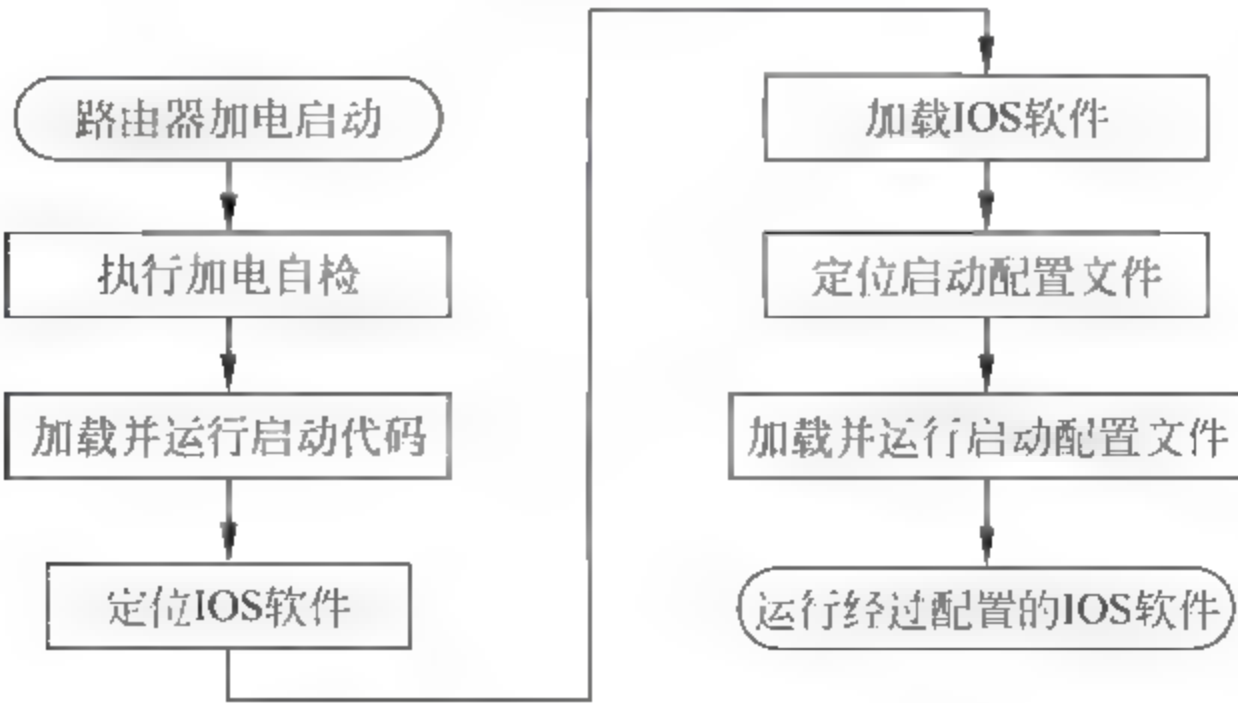 路由器加电启动
执行加电自检
加载并运行启动代码
定位IOS软件
加载IOS软件
定位启动配置文件
加载并运行启动配置文件
运行经过配置的IOS软件